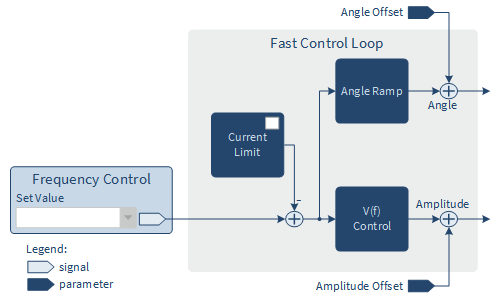 Angle Offset
Fast Control Loop
Angle Ramp
Angle
Current
Limit
-
Frequency Control
Set Value
V(f)
Control
Amplitude
Legend:
signal
parameter
Amplitude Offset